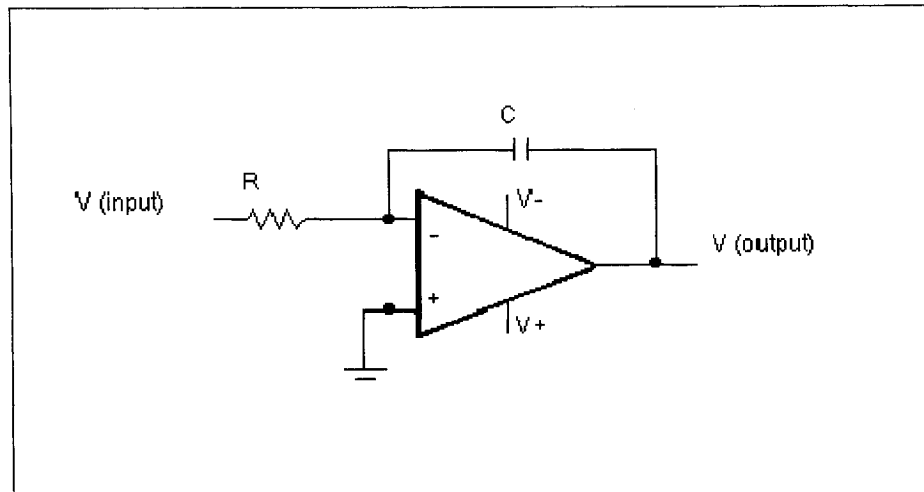 C
R
V-
V (input)
V (output)
-
+
V+